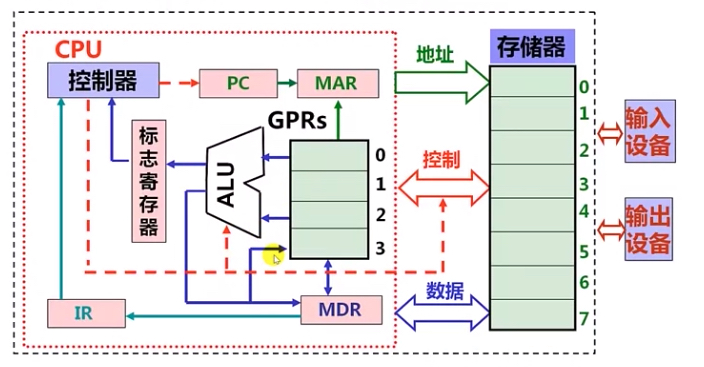 CPU
控制器
PC
MAR
地址
存储器
GPRs
标志寄存器
ALU
0
1
2
3
控制
数据
IR
MDR
0
1
2
3
4
5
6
7
输入
设备
输出
设备